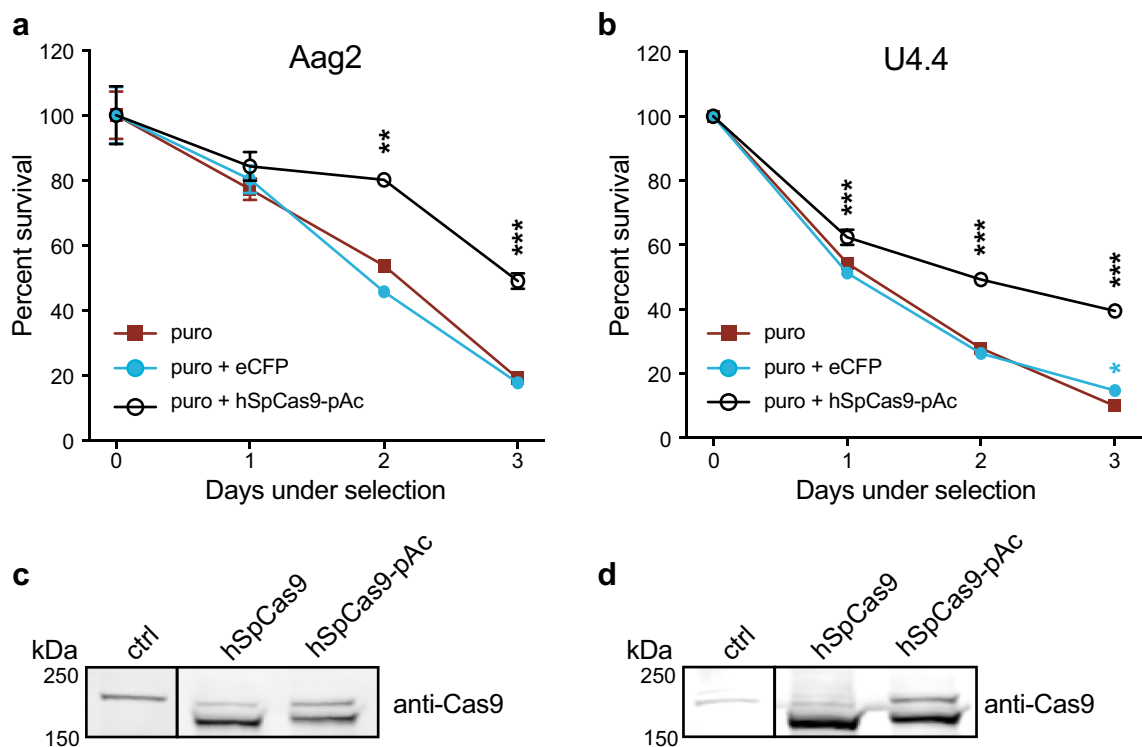 a
Aag2
120
100
80
60
40
20
0
Percent survival
**
***
puro
puro + eCFP
puro + hSpCas9-pAc
0 1 2 3
Days under selection
b
U4.4
120
100
80
60
40
20
0
Percent survival
***
***
***
*
puro
puro + eCFP
puro + hSpCas9-pAc
0 1 2 3
Days under selection
c
kDa
ctrl
hSpCas9
hSpCas9-pAc
250
150
anti-Cas9
d
kDa
ctrl
hSpCas9
hSpCas9-pAc
250
150
anti-Cas9